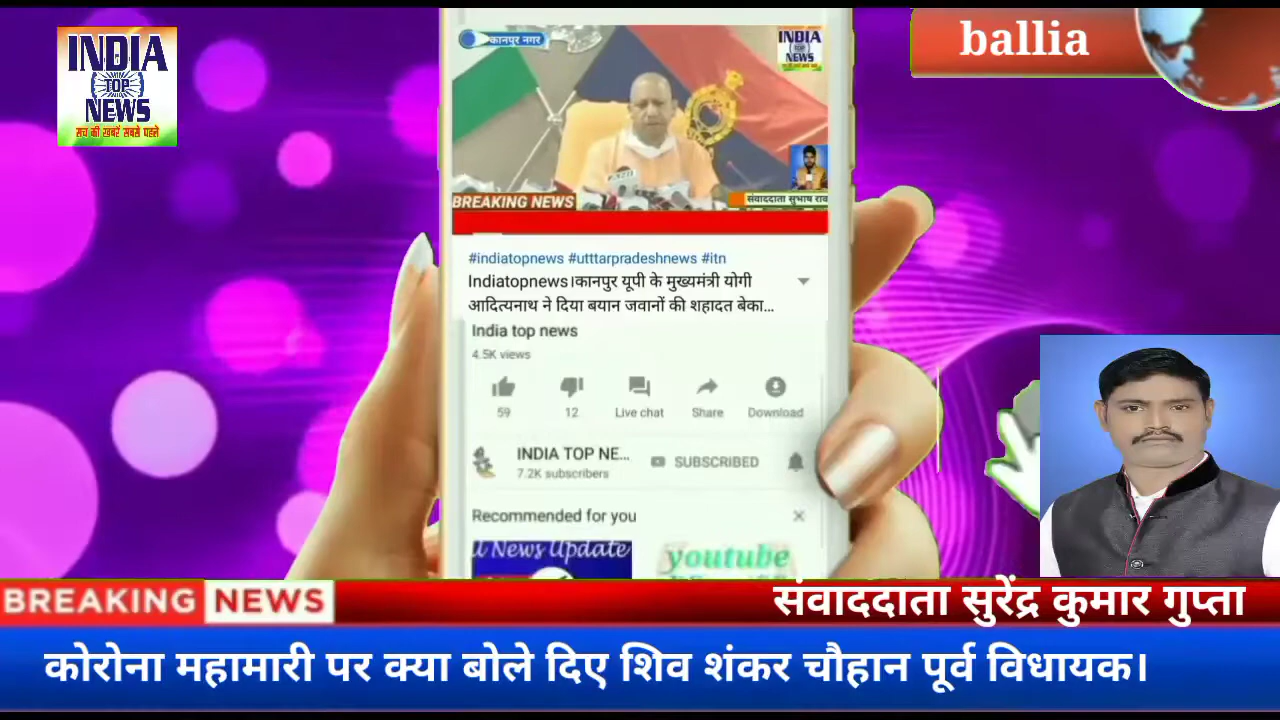 INDIA
TOP
NEWS
सच की खबरें सबसे पहले
ballia
कानपुर नगर
INDIA
TOP
NEWS
BREAKING NEWS
संवाददाता सुभाष राव
#indiatopnews #utttarpradeshnews #itn
Indiatopnews।कानपुर यूपी के मुख्यमंत्री योगी
आदित्यनाथ ने दिया बयान जवानों की शहादत बेका...
India top news
4.5K views
59
12
Live chat
Share
Download
INDIA TOP NE...
SUBSCRIBED
7.2K subscribers
Recommended for you
News Update
youtube
BREAKING NEWS
संवाददाता सुरेंद्र कुमार गुप्ता
कोरोना महामारी पर क्या बोले दिए शिव शंकर चौहान पूर्व विधायक।